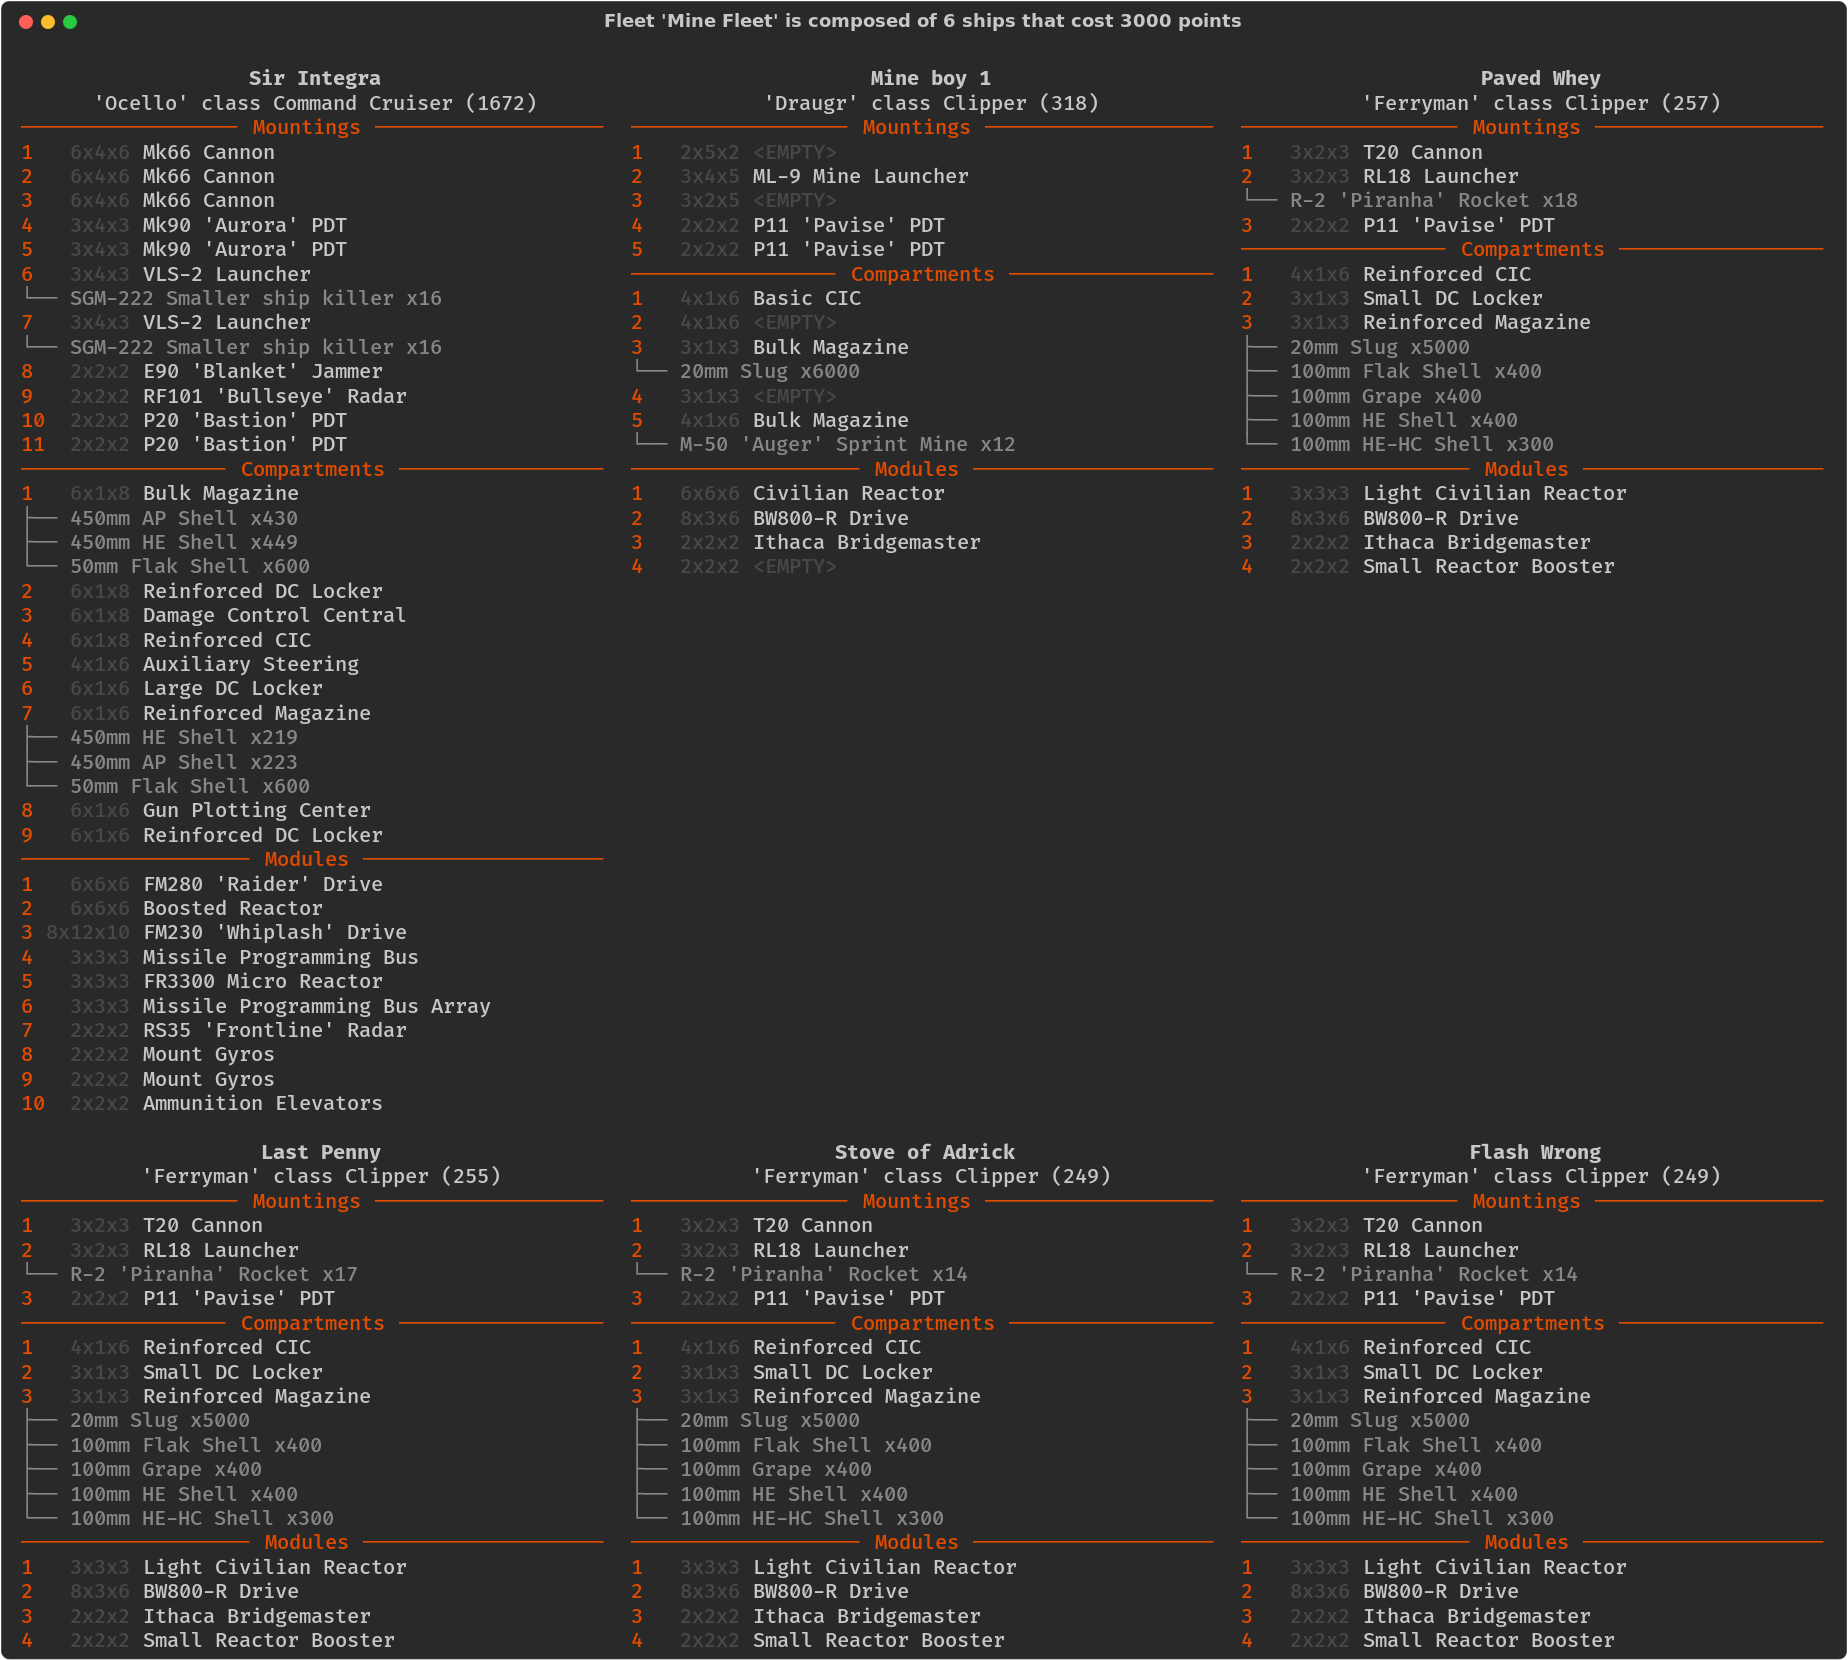 Fleet 'Mine Fleet' is composed of 6 ships that cost 3000 points
Sir Integra
'Ocello' class Command Cruiser (1672)
Mountings
1 6x4x6 Mk66 Cannon
2 6x4x6 Mk66 Cannon
3 6x4x6 Mk66 Cannon
4 3x4x3 Mk90 'Aurora' PDT
5 3x4x3 Mk90 'Aurora' PDT
6 3x4x3 VLS-2 Launcher
└── SGM-222 Smaller ship killer x16
7 3x4x3 VLS-2 Launcher
└── SGM-222 Smaller ship killer x16
8 2x2x2 E90 'Blanket' Jammer
9 2x2x2 RF101 'Bullseye' Radar
10 2x2x2 P20 'Bastion' PDT
11 2x2x2 P20 'Bastion' PDT
Compartments
1 6x1x8 Bulk Magazine
├── 450mm AP Shell x430
├── 450mm HE Shell x449
└── 50mm Flak Shell x600
2 6x1x8 Reinforced DC Locker
3 6x1x8 Damage Control Central
4 6x1x8 Reinforced CIC
5 4x1x6 Auxiliary Steering
6 6x1x6 Large DC Locker
7 6x1x6 Reinforced Magazine
├── 450mm HE Shell x219
├── 450mm AP Shell x223
└── 50mm Flak Shell x600
8 6x1x6 Gun Plotting Center
9 6x1x6 Reinforced DC Locker
Modules
1 6x6x6 FM280 'Raider' Drive
2 6x6x6 Boosted Reactor
3 8x12x10 FM230 'Whiplash' Drive
4 3x3x3 Missile Programming Bus
5 3x3x3 FR3300 Micro Reactor
6 3x3x3 Missile Programming Bus Array
7 2x2x2 RS35 'Frontline' Radar
8 2x2x2 Mount Gyros
9 2x2x2 Mount Gyros
10 2x2x2 Ammunition Elevators
Mine boy 1
'Draugr' class Clipper (318)
Mountings
1 2x5x2 <EMPTY>
2 3x4x5 ML-9 Mine Launcher
3 3x2x5 <EMPTY>
4 2x2x2 P11 'Pavise' PDT
5 2x2x2 P11 'Pavise' PDT
Compartments
1 4x1x6 Basic CIC
2 4x1x6 <EMPTY>
3 3x1x3 Bulk Magazine
└── 20mm Slug x6000
4 3x1x3 <EMPTY>
5 4x1x6 Bulk Magazine
└── M-50 'Auger' Sprint Mine x12
Modules
1 6x6x6 Civilian Reactor
2 8x3x6 BW800-R Drive
3 2x2x2 Ithaca Bridgemaster
4 2x2x2 <EMPTY>
Paved Whey
'Ferryman' class Clipper (257)
Mountings
1 3x2x3 T20 Cannon
2 3x2x3 RL18 Launcher
└── R-2 'Piranha' Rocket x18
3 2x2x2 P11 'Pavise' PDT
Compartments
1 4x1x6 Reinforced CIC
2 3x1x3 Small DC Locker
3 3x1x3 Reinforced Magazine
├── 20mm Slug x5000
├── 100mm Flak Shell x400
├── 100mm Grape x400
├── 100mm HE Shell x400
└── 100mm HE-HC Shell x300
Modules
1 3x3x3 Light Civilian Reactor
2 8x3x6 BW800-R Drive
3 2x2x2 Ithaca Bridgemaster
4 2x2x2 Small Reactor Booster
Last Penny
'Ferryman' class Clipper (255)
Mountings
1 3x2x3 T20 Cannon
2 3x2x3 RL18 Launcher
└── R-2 'Piranha' Rocket x17
3 2x2x2 P11 'Pavise' PDT
Compartments
1 4x1x6 Reinforced CIC
2 3x1x3 Small DC Locker
3 3x1x3 Reinforced Magazine
├── 20mm Slug x5000
├── 100mm Flak Shell x400
├── 100mm Grape x400
├── 100mm HE Shell x400
└── 100mm HE-HC Shell x300
Modules
1 3x3x3 Light Civilian Reactor
2 8x3x6 BW800-R Drive
3 2x2x2 Ithaca Bridgemaster
4 2x2x2 Small Reactor Booster
Stove of Adrick
'Ferryman' class Clipper (249)
Mountings
1 3x2x3 T20 Cannon
2 3x2x3 RL18 Launcher
└── R-2 'Piranha' Rocket x14
3 2x2x2 P11 'Pavise' PDT
Compartments
1 4x1x6 Reinforced CIC
2 3x1x3 Small DC Locker
3 3x1x3 Reinforced Magazine
├── 20mm Slug x5000
├── 100mm Flak Shell x400
├── 100mm Grape x400
├── 100mm HE Shell x400
└── 100mm HE-HC Shell x300
Modules
1 3x3x3 Light Civilian Reactor
2 8x3x6 BW800-R Drive
3 2x2x2 Ithaca Bridgemaster
4 2x2x2 Small Reactor Booster
Flash Wrong
'Ferryman' class Clipper (249)
Mountings
1 3x2x3 T20 Cannon
2 3x2x3 RL18 Launcher
└── R-2 'Piranha' Rocket x14
3 2x2x2 P11 'Pavise' PDT
Compartments
1 4x1x6 Reinforced CIC
2 3x1x3 Small DC Locker
3 3x1x3 Reinforced Magazine
├── 20mm Slug x5000
├── 100mm Flak Shell x400
├── 100mm Grape x400
├── 100mm HE Shell x400
└── 100mm HE-HC Shell x300
Modules
1 3x3x3 Light Civilian Reactor
2 8x3x6 BW800-R Drive
3 2x2x2 Ithaca Bridgemaster
4 2x2x2 Small Reactor Booster